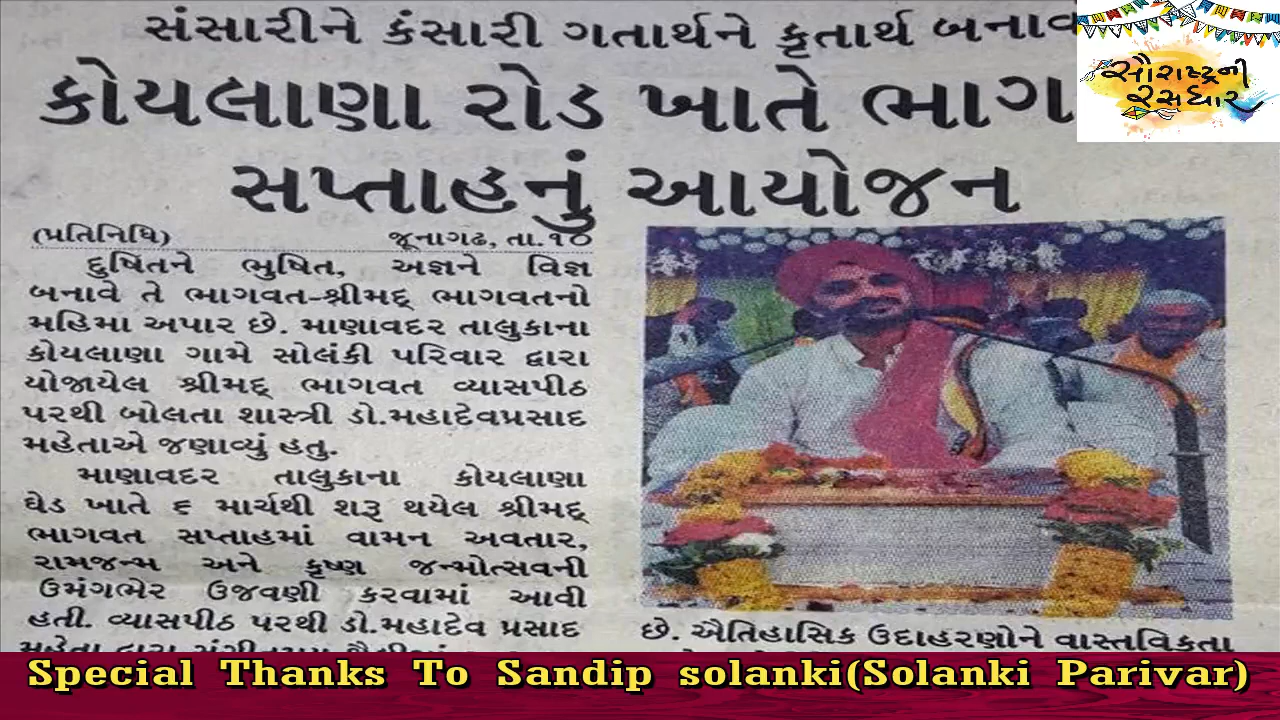 સંસારીને કંસારી ગતાર્થને કૃતાર્થ બનાવ
સૌરાષ્ટ્રની
રસધાર
કોયલાણા રોડ ખાતે ભાગ
સપ્તાહનું આયોજન
(પ્રતિનિધિ) જૂનાગઢ, તા.૧૦
દુષિતને ભુષિત, અજ્ઞને વિજ્ઞ
બનાવે તે ભાગવત-શ્રીમદ્ ભાગવતનો
મહિમા અપાર છે. માણાવદર તાલુકાના
કોયલાણા ગામે સોલંકી પરિવાર દ્વારા
યોજાયેલ શ્રીમદ્ ભાગવત વ્યાસપીઠ
પરથી બોલતા શાસ્ત્રી ડો.મહાદેવપ્રસાદ
મહેતાએ જણાવ્યું હતુ.
માણાવદર તાલુકાના કોયલાણા
ઘેડ ખાતે ૬ માર્ચથી શરૂ થયેલ શ્રીમદ્
ભાગવત સપ્તાહમાં વામન અવતાર,
રામજન્મ અને કૃષ્ણ જન્મોત્સવની
ઉમંગભેર ઉજવણી કરવામાં આવી
હતી. વ્યાસપીઠ પરથી ડો.મહાદેવ પ્રસાદ
છે. ઐતિહાસિક ઉદાહરણોને વાસ્તવિકતા
Special Thanks To Sandip solanki(Solanki Parivar)